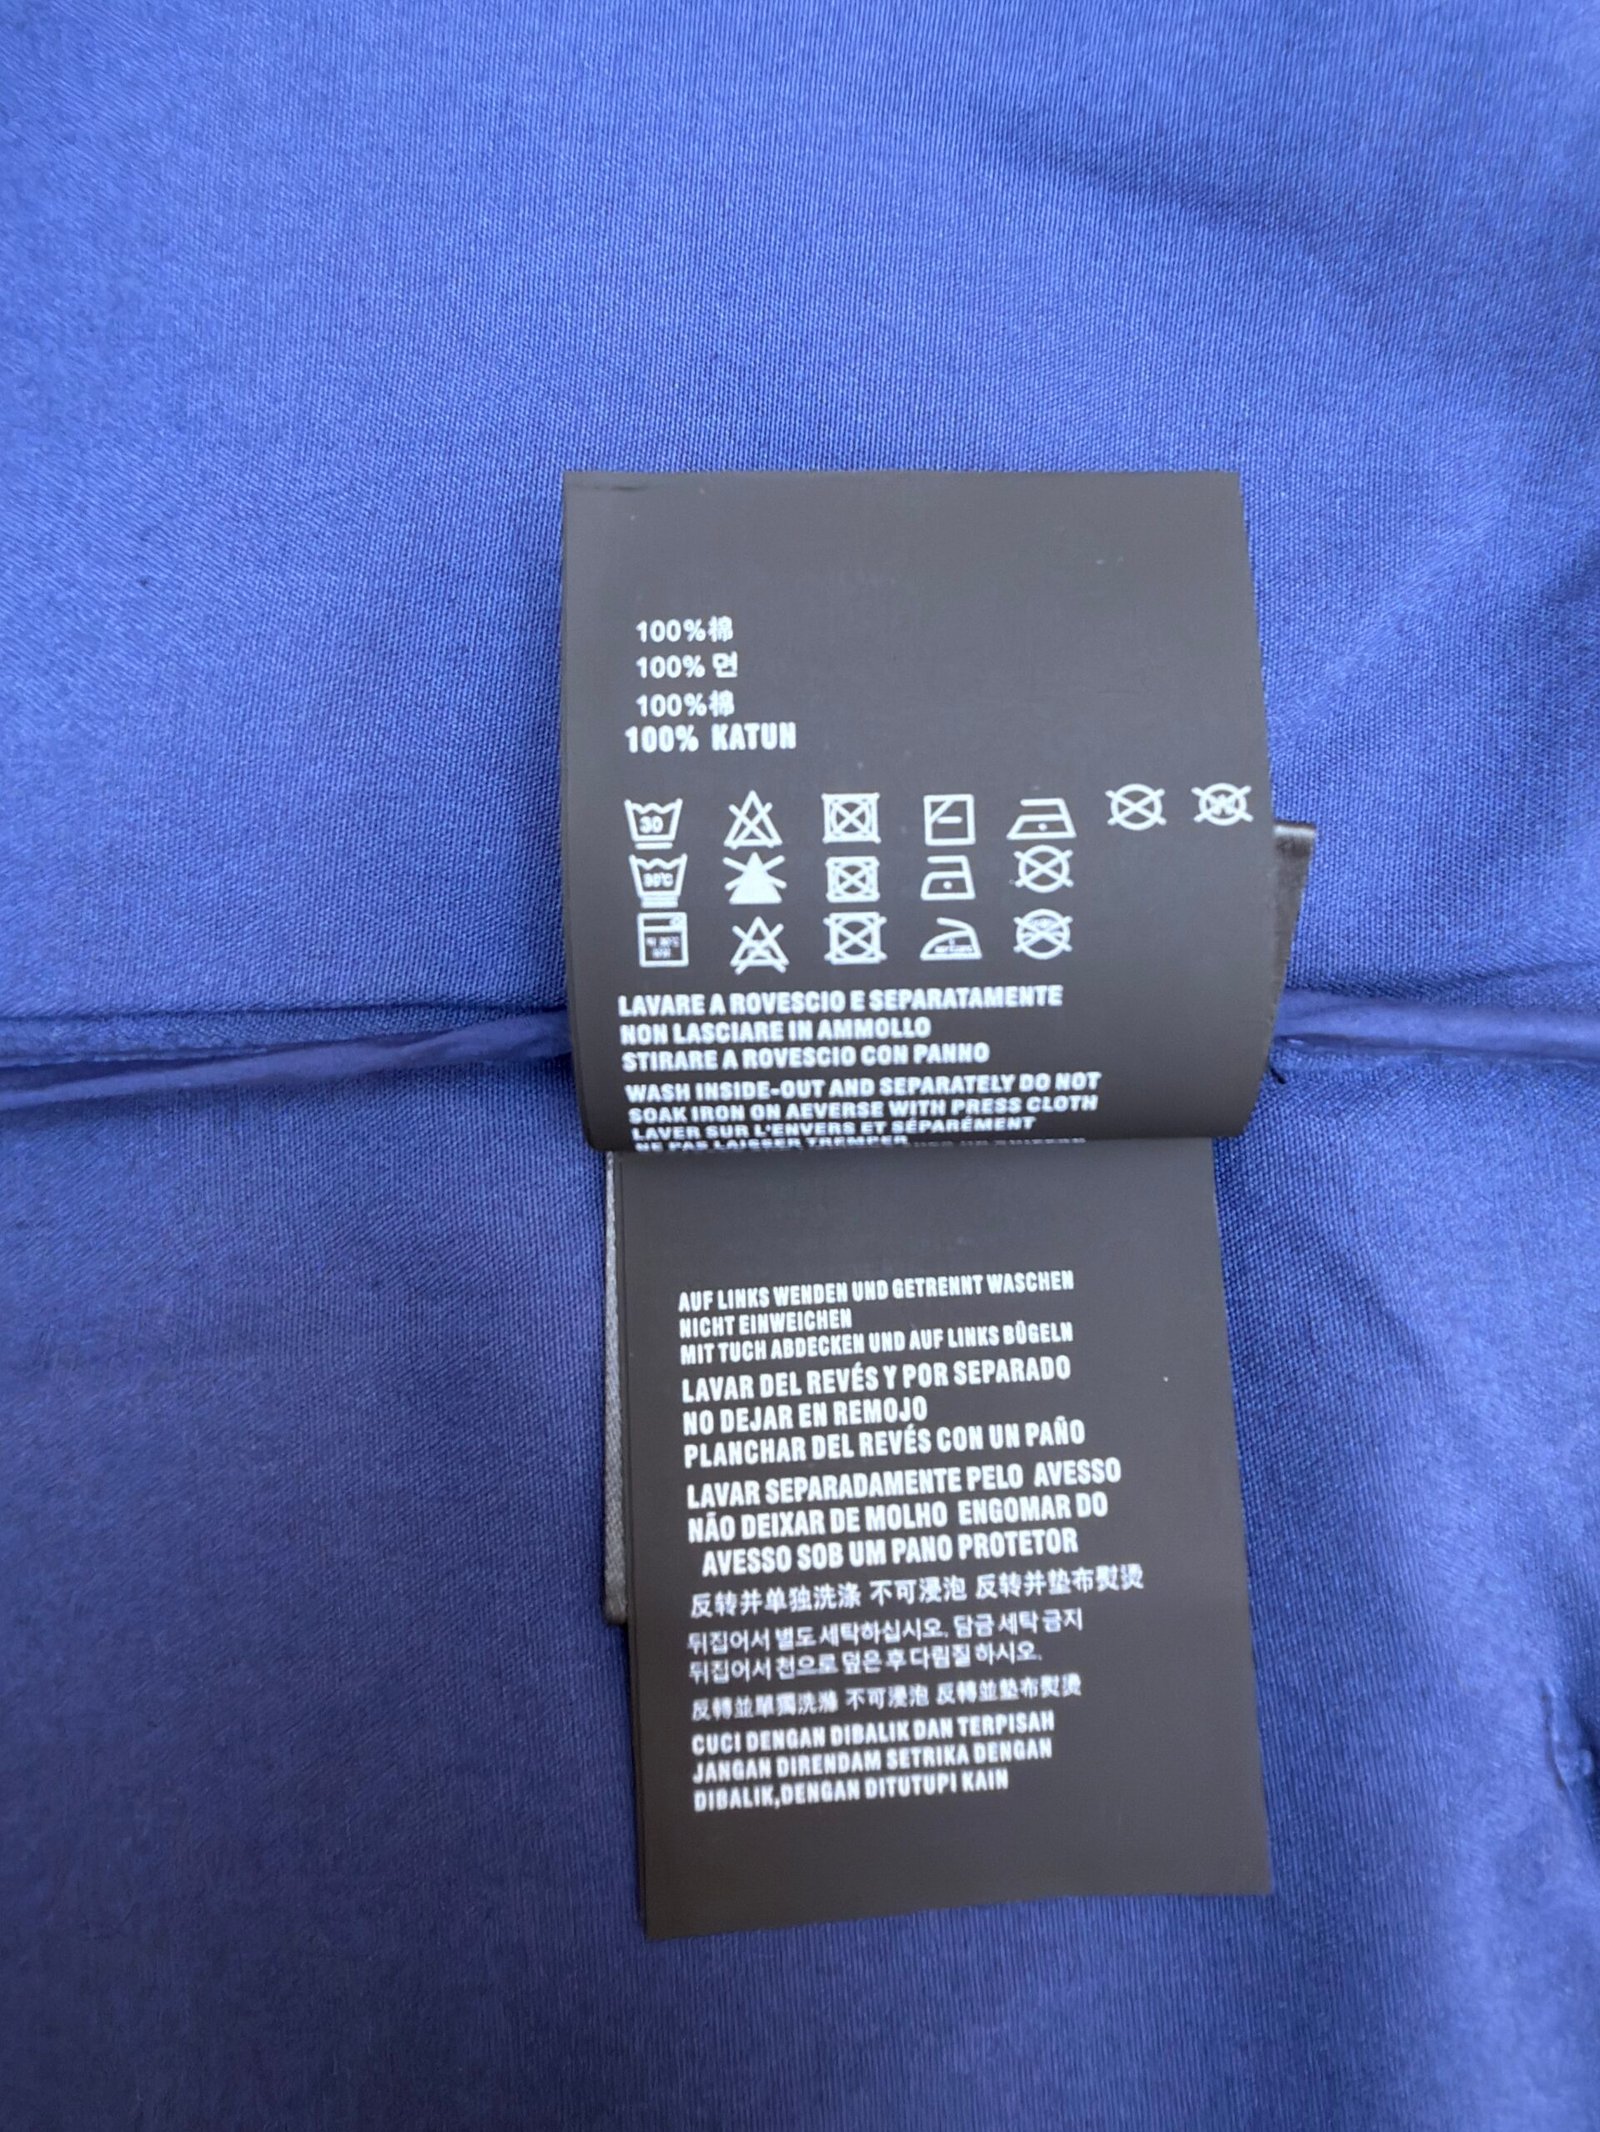 100%棉
100% 면
100%棉
100% KATUN
30
LAVARE A ROVESCIO E SEPARATAMENTE
NON LASCIARE IN AMMOLLO
STIRARE A ROVESCIO CON PANNO
WASH INSIDE-OUT AND SEPARATELY DO NOT
SOAK IRON ON AEVERSE WITH PRESS CLOTH
LAVER SUR L'ENVERS ET SÉPARÉMENT
NE PAS LAISSER TREMPER
AUF LINKS WENDEN UND GETRENNT WASCHEN
NICHT EINWEICHEN
MIT TUCH ABDECKEN UND AUF LINKS BÜGELN
LAVAR DEL REVÉS Y POR SEPARADO
NO DEJAR EN REMOJO
PLANCHAR DEL REVÉS CON UN PAÑO
LAVAR SEPARADAMENTE PELO AVESSO
NÃO DEIXAR DE MOLHO ENGOMAR DO
AVESSO SOB UM PANO PROTETOR
反转并单独洗涤 不可浸泡 反转并垫布熨烫
뒤집어서 별도 세탁하십시오. 담금 세탁 금지
뒤집어서 천으로 덮은 후 다림질 하시오.
反轉並單獨洗滌 不可浸泡 反轉並墊布熨燙
CUCI DENGAN DIBALIK DAN TERPISAH
JANGAN DIRENDAM SETRIKA DENGAN
DIBALIK,DENGAN DITUTUPI KAIN